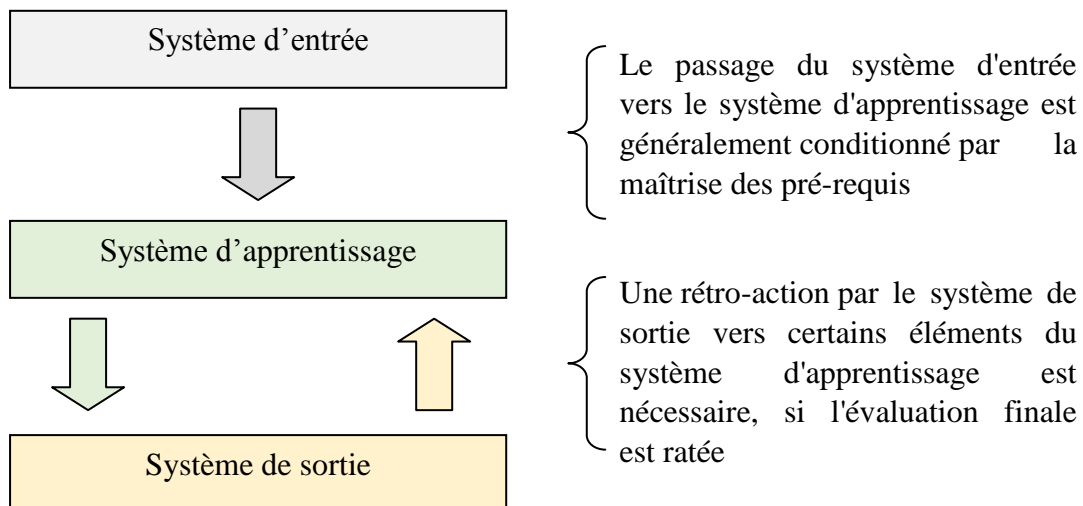 Système d’entrée
Le passage du système d'entrée
vers le système d'apprentissage est
généralement conditionné par la
maîtrise des pré-requis
Système d’apprentissage
Une rétro-action par le système de
sortie vers certains éléments du
système d'apprentissage est
nécessaire, si l'évaluation finale
est ratée
Système de sortie